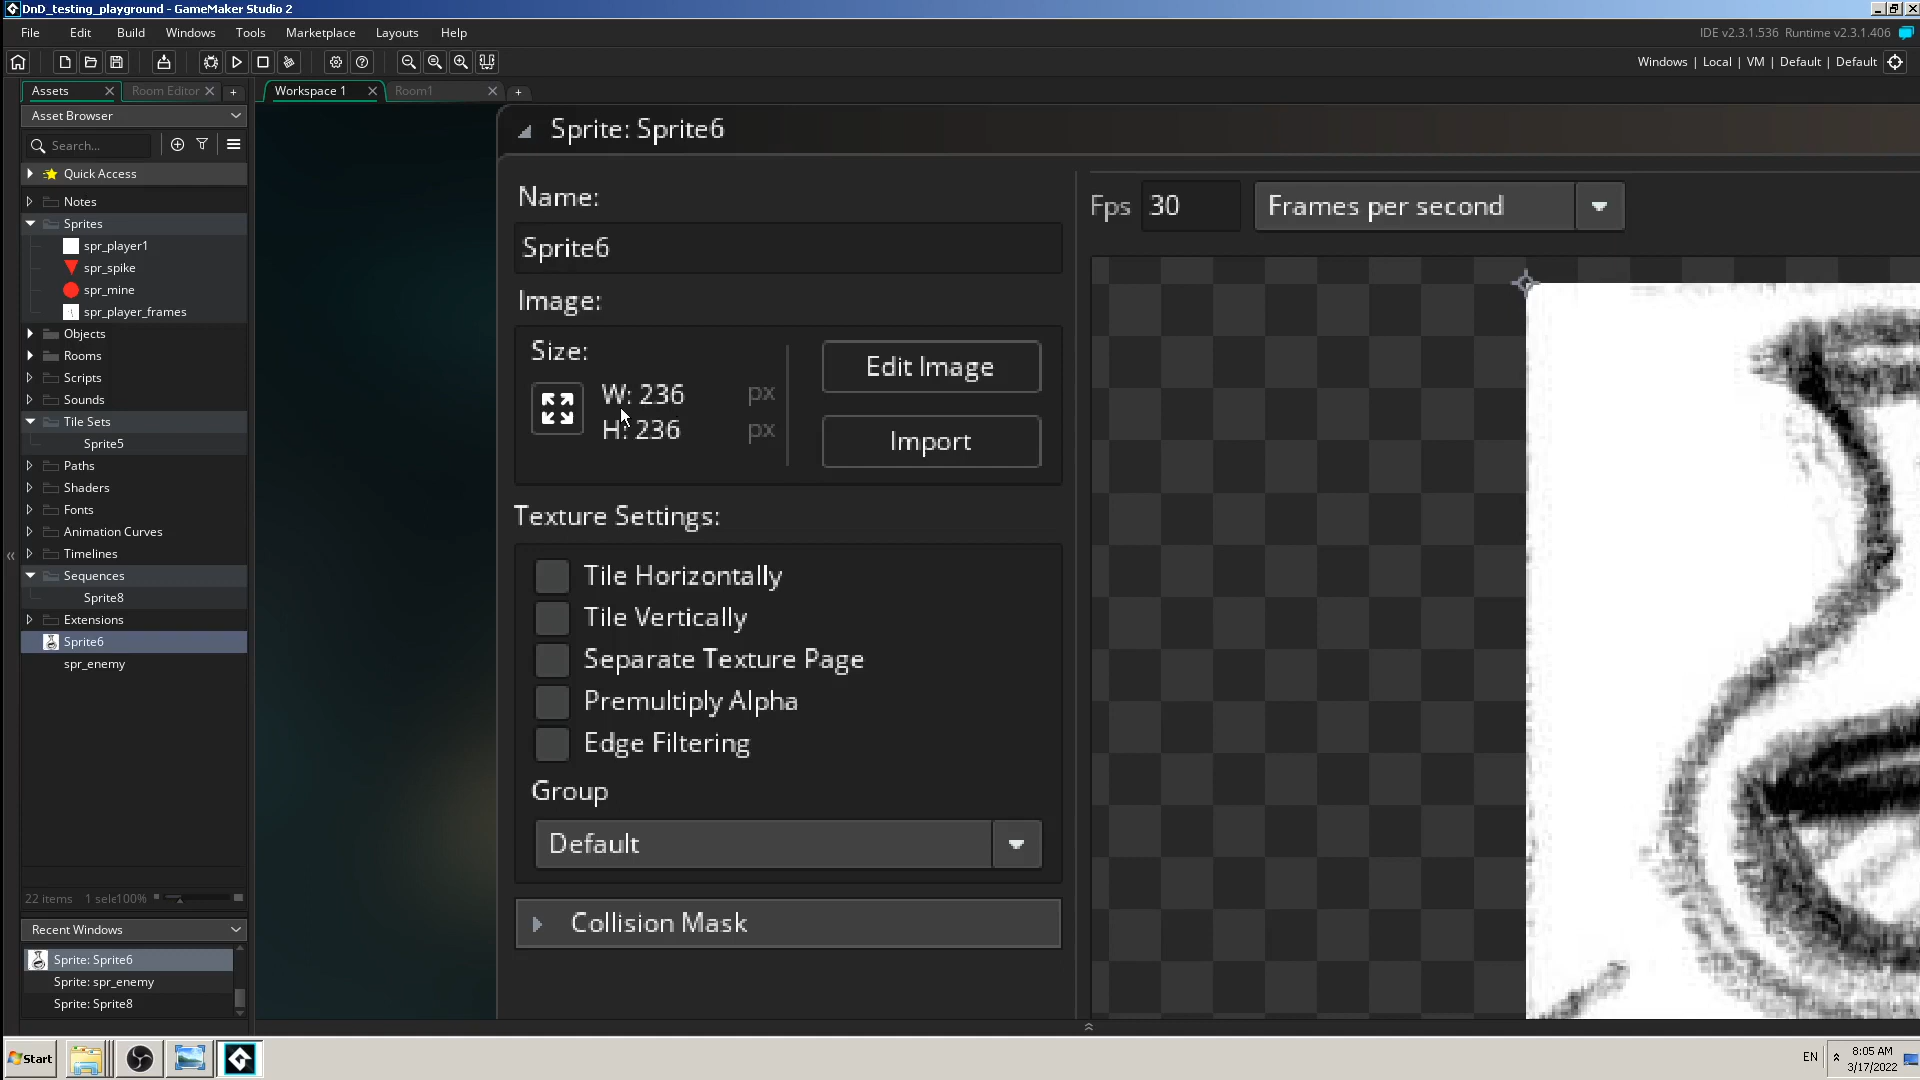 DnD_testing_playground - GameMaker Studio 2
File Edit Build Windows Tools Marketplace Layouts Help
IDE v2.3.1.536 Runtime v2.3.1.406
Windows | Local | VM | Default | Default
Assets Room Editor
Workspace 1 Room1
Asset Browser
Search...
Quick Access
Notes
Sprites
spr_player1
spr_spike
spr_mine
spr_player_frames
Objects
Rooms
Scripts
Sounds
Tile Sets
Sprite5
Paths
Shaders
Fonts
Animation Curves
Timelines
Sequences
Sprite8
Extensions
Sprite6
spr_enemy
22 items 1 sele100%
Recent Windows
Sprite: Sprite6
Sprite: spr_enemy
Sprite: Sprite8
Sprite: Sprite6
Name:
Sprite6
Image:
Size:
W: 236 px
H: 236 px
Edit Image
Import
Texture Settings:
Tile Horizontally
Tile Vertically
Separate Texture Page
Premultiply Alpha
Edge Filtering
Group
Default
Collision Mask
Fps 30 Frames per second
Start
EN
8:05 AM
3/17/2022